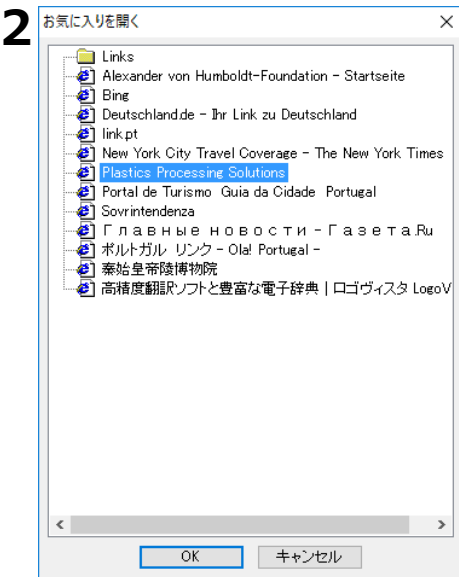 2
お気に入りを開く
Links
Alexander von Humboldt-Foundation - Startseite
Bing
Deutschland.de - Ihr Link zu Deutschland
link.pt
New York City Travel Coverage - The New York Times
Plastics Processing Solutions
Portal de Turismo Guia da Cidade Portugal
Sovrintendenza
Главные новости - Газета.Ru
ポルトガル リンク - Ola! Portugal -
秦始皇帝陵博物院
高精度翻訳ソフトと豊富な電子辞典 | ロゴヴィスタ LogoV
OK
キャンセル